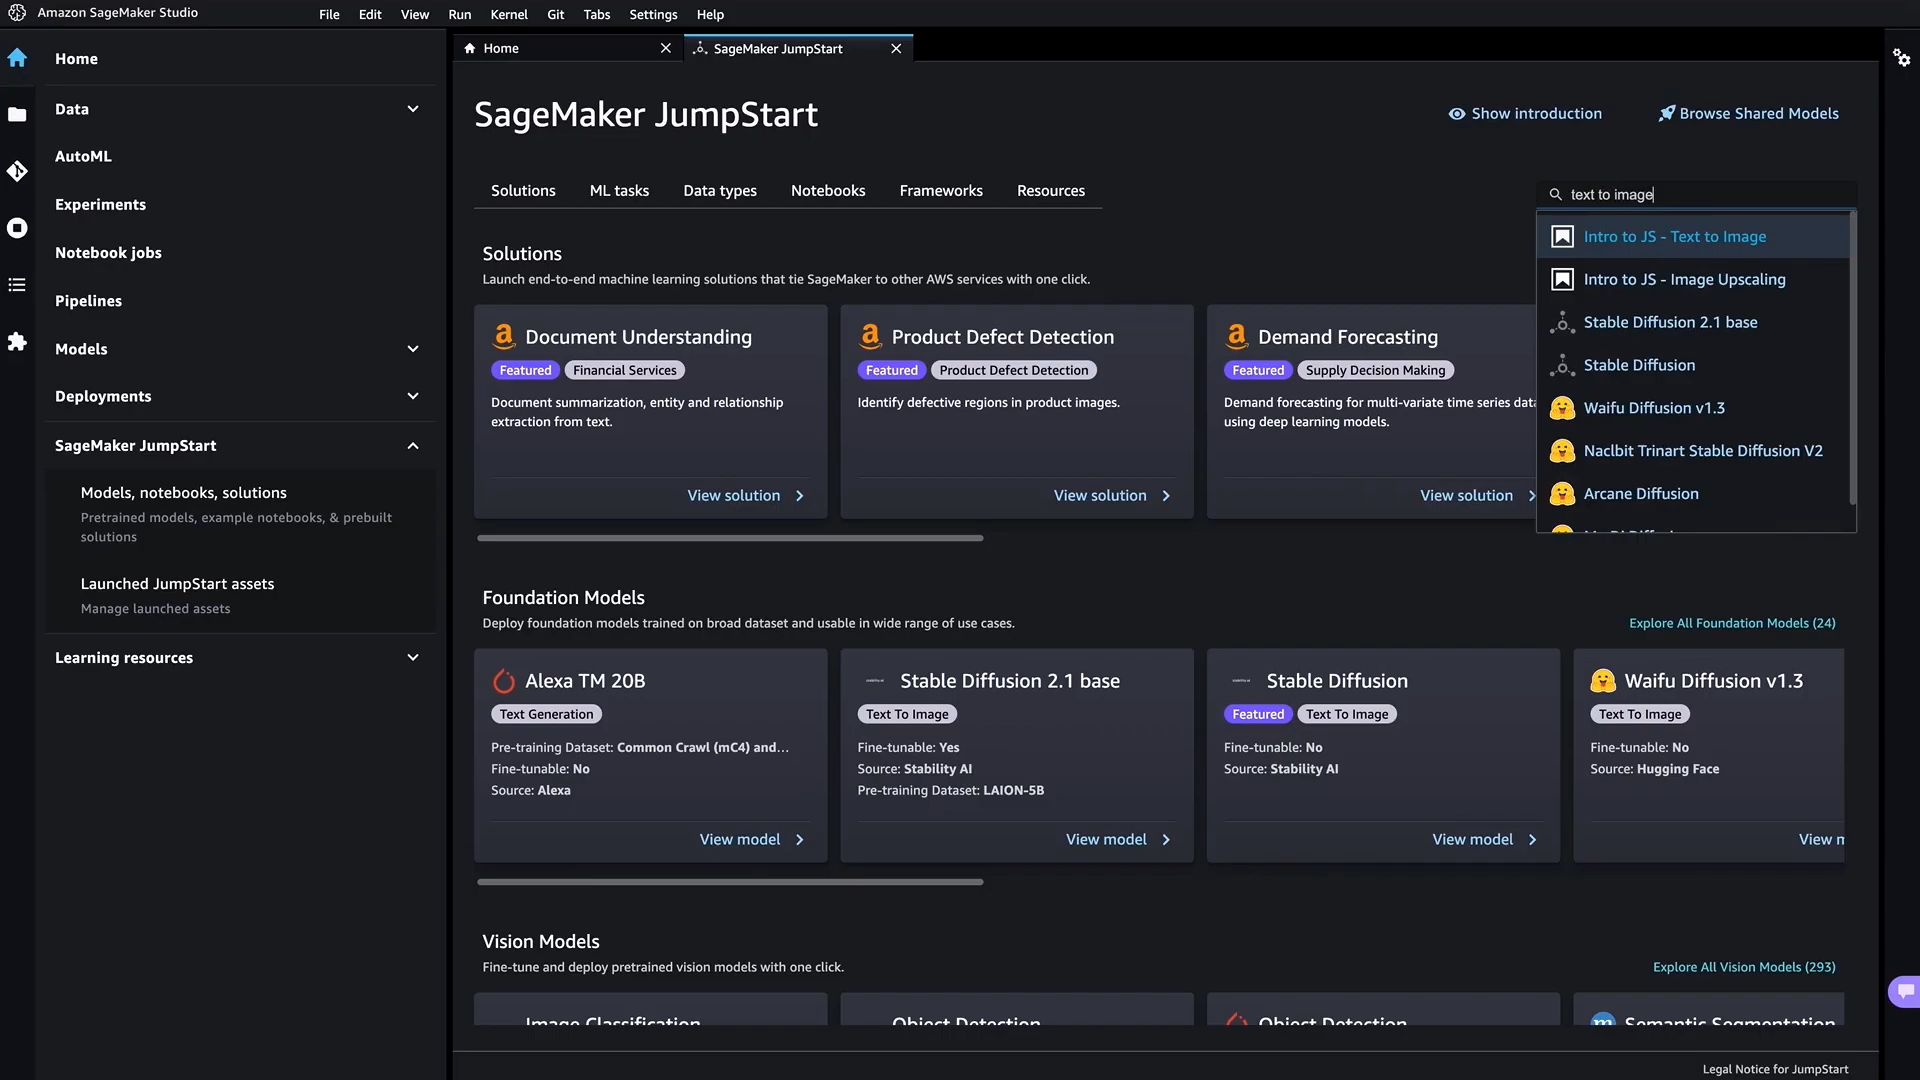 Amazon SageMaker Studio
File Edit View Run Kernel Git Tabs Settings Help
Home
Data
AutoML
Experiments
Notebook jobs
Pipelines
Models
Deployments
SageMaker JumpStart
Models, notebooks, solutions
Pretrained models, example notebooks, & prebuilt
solutions
Launched JumpStart assets
Manage launched assets
Learning resources
Home
SageMaker JumpStart
SageMaker JumpStart
Show introduction
Browse Shared Models
Solutions ML tasks Data types Notebooks Frameworks Resources
text to image
Intro to JS - Text to Image
Intro to JS - Image Upscaling
Stable Diffusion 2.1 base
Stable Diffusion
Waifu Diffusion v1.3
Naclbit Trinart Stable Diffusion V2
Arcane Diffusion
Solutions
Launch end-to-end machine learning solutions that tie SageMaker to other AWS services with one click.
Document Understanding
Featured Financial Services
Document summarization, entity and relationship
extraction from text.
View solution
Product Defect Detection
Featured Product Defect Detection
Identify defective regions in product images.
View solution
Demand Forecasting
Featured Supply Decision Making
Demand forecasting for multi-variate time series data
using deep learning models.
View solution
Foundation Models
Deploy foundation models trained on broad dataset and usable in wide range of use cases.
Explore All Foundation Models (24)
Alexa TM 20B
Text Generation
Pre-training Dataset: Common Crawl (mC4) and...
Fine-tunable: No
Source: Alexa
View model
Stable Diffusion 2.1 base
Text To Image
Fine-tunable: Yes
Source: Stability AI
Pre-training Dataset: LAION-5B
View model
Stable Diffusion
Featured Text To Image
Fine-tunable: No
Source: Stability AI
View model
Waifu Diffusion v1.3
Text To Image
Fine-tunable: No
Source: Hugging Face
View
Vision Models
Fine-tune and deploy pretrained vision models with one click.
Explore All Vision Models (293)
Image Classification
Object Detection
Object Detection
Semantic Segmentation
Legal Notice for JumpStart